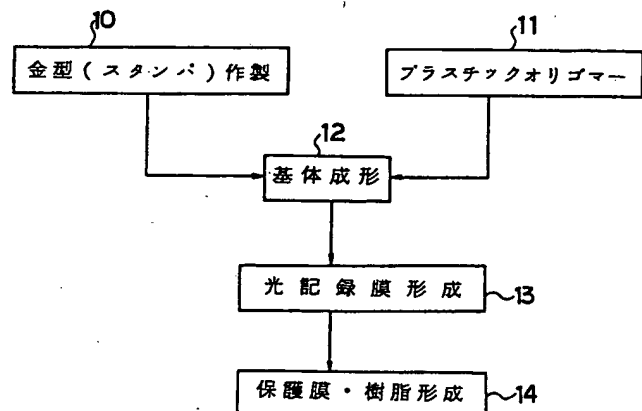 10
金型(スタンパ)作製
11
プラスチックオリゴマー
12
基体成形
光記録膜形成
13
保護膜・樹脂形成
14